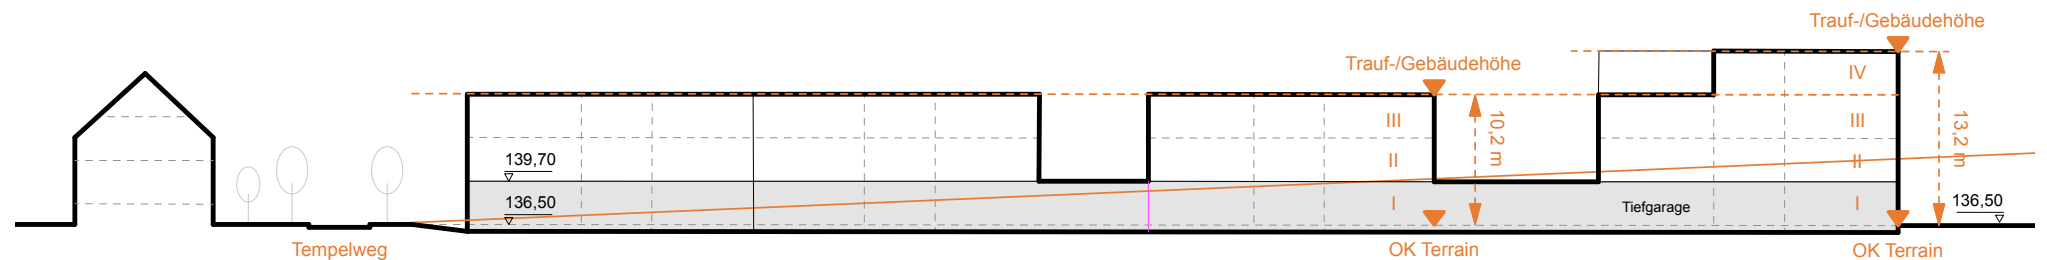 Trauf-/Gebäudehöhe
Trauf-/Gebäudehöhe
IV
III
III
10,2 m
13,2 m
139,70
II
II
136,50
I
Tiefgarage
I
136,50
Tempelweg
OK Terrain
OK Terrain